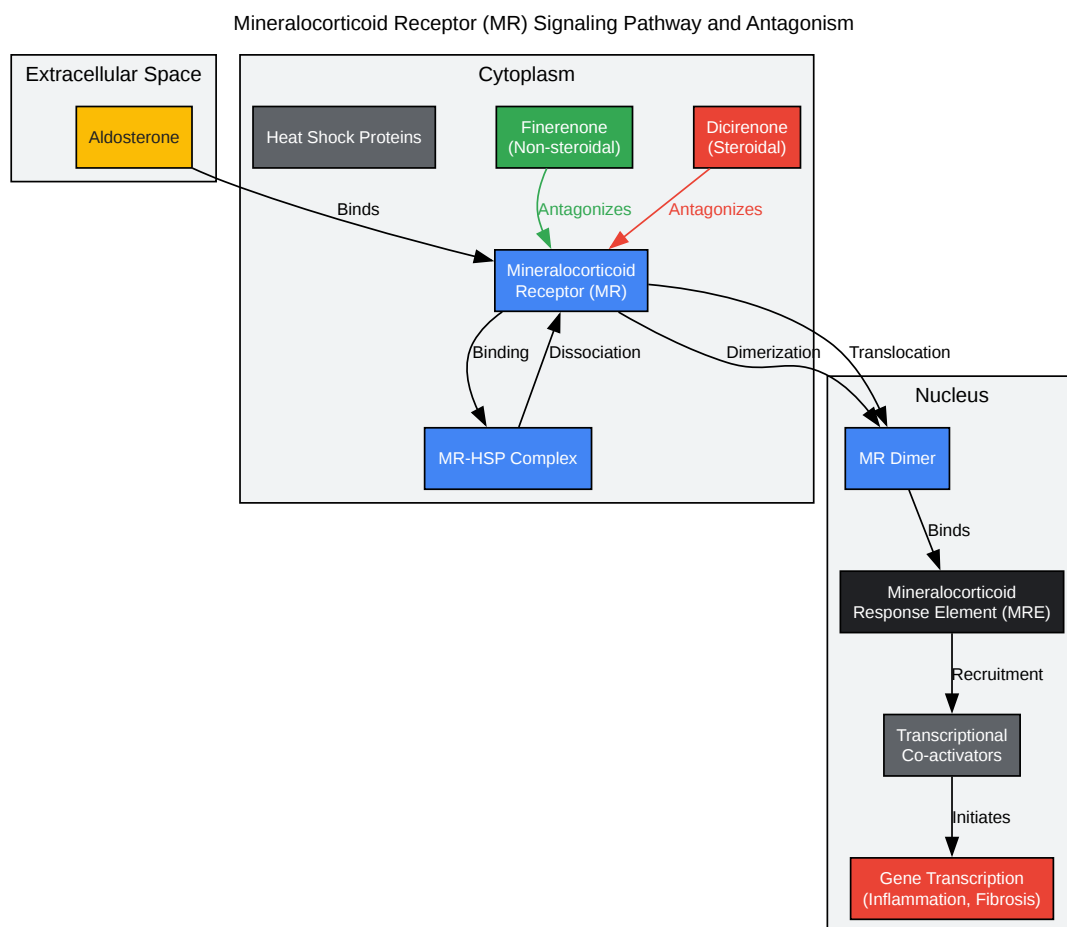 Mineralocorticoid Receptor (MR) Signaling Pathway and Antagonism
Extracellular Space
Cytoplasm
Aldosterone
Heat Shock Proteins
Finerenone
(Non-steroidal)
Dicirenone
(Steroidal)
Binds
Antagonizes
Antagonizes
Mineralocorticoid
Receptor (MR)
Binding
Dissociation
Dimerization
Translocation
Nucleus
MR-HSP Complex
MR Dimer
Binds
Mineralocorticoid
Response Element (MRE)
Recruitment
Transcriptional
Co-activators
Initiates
Gene Transcription
(Inflammation, Fibrosis)